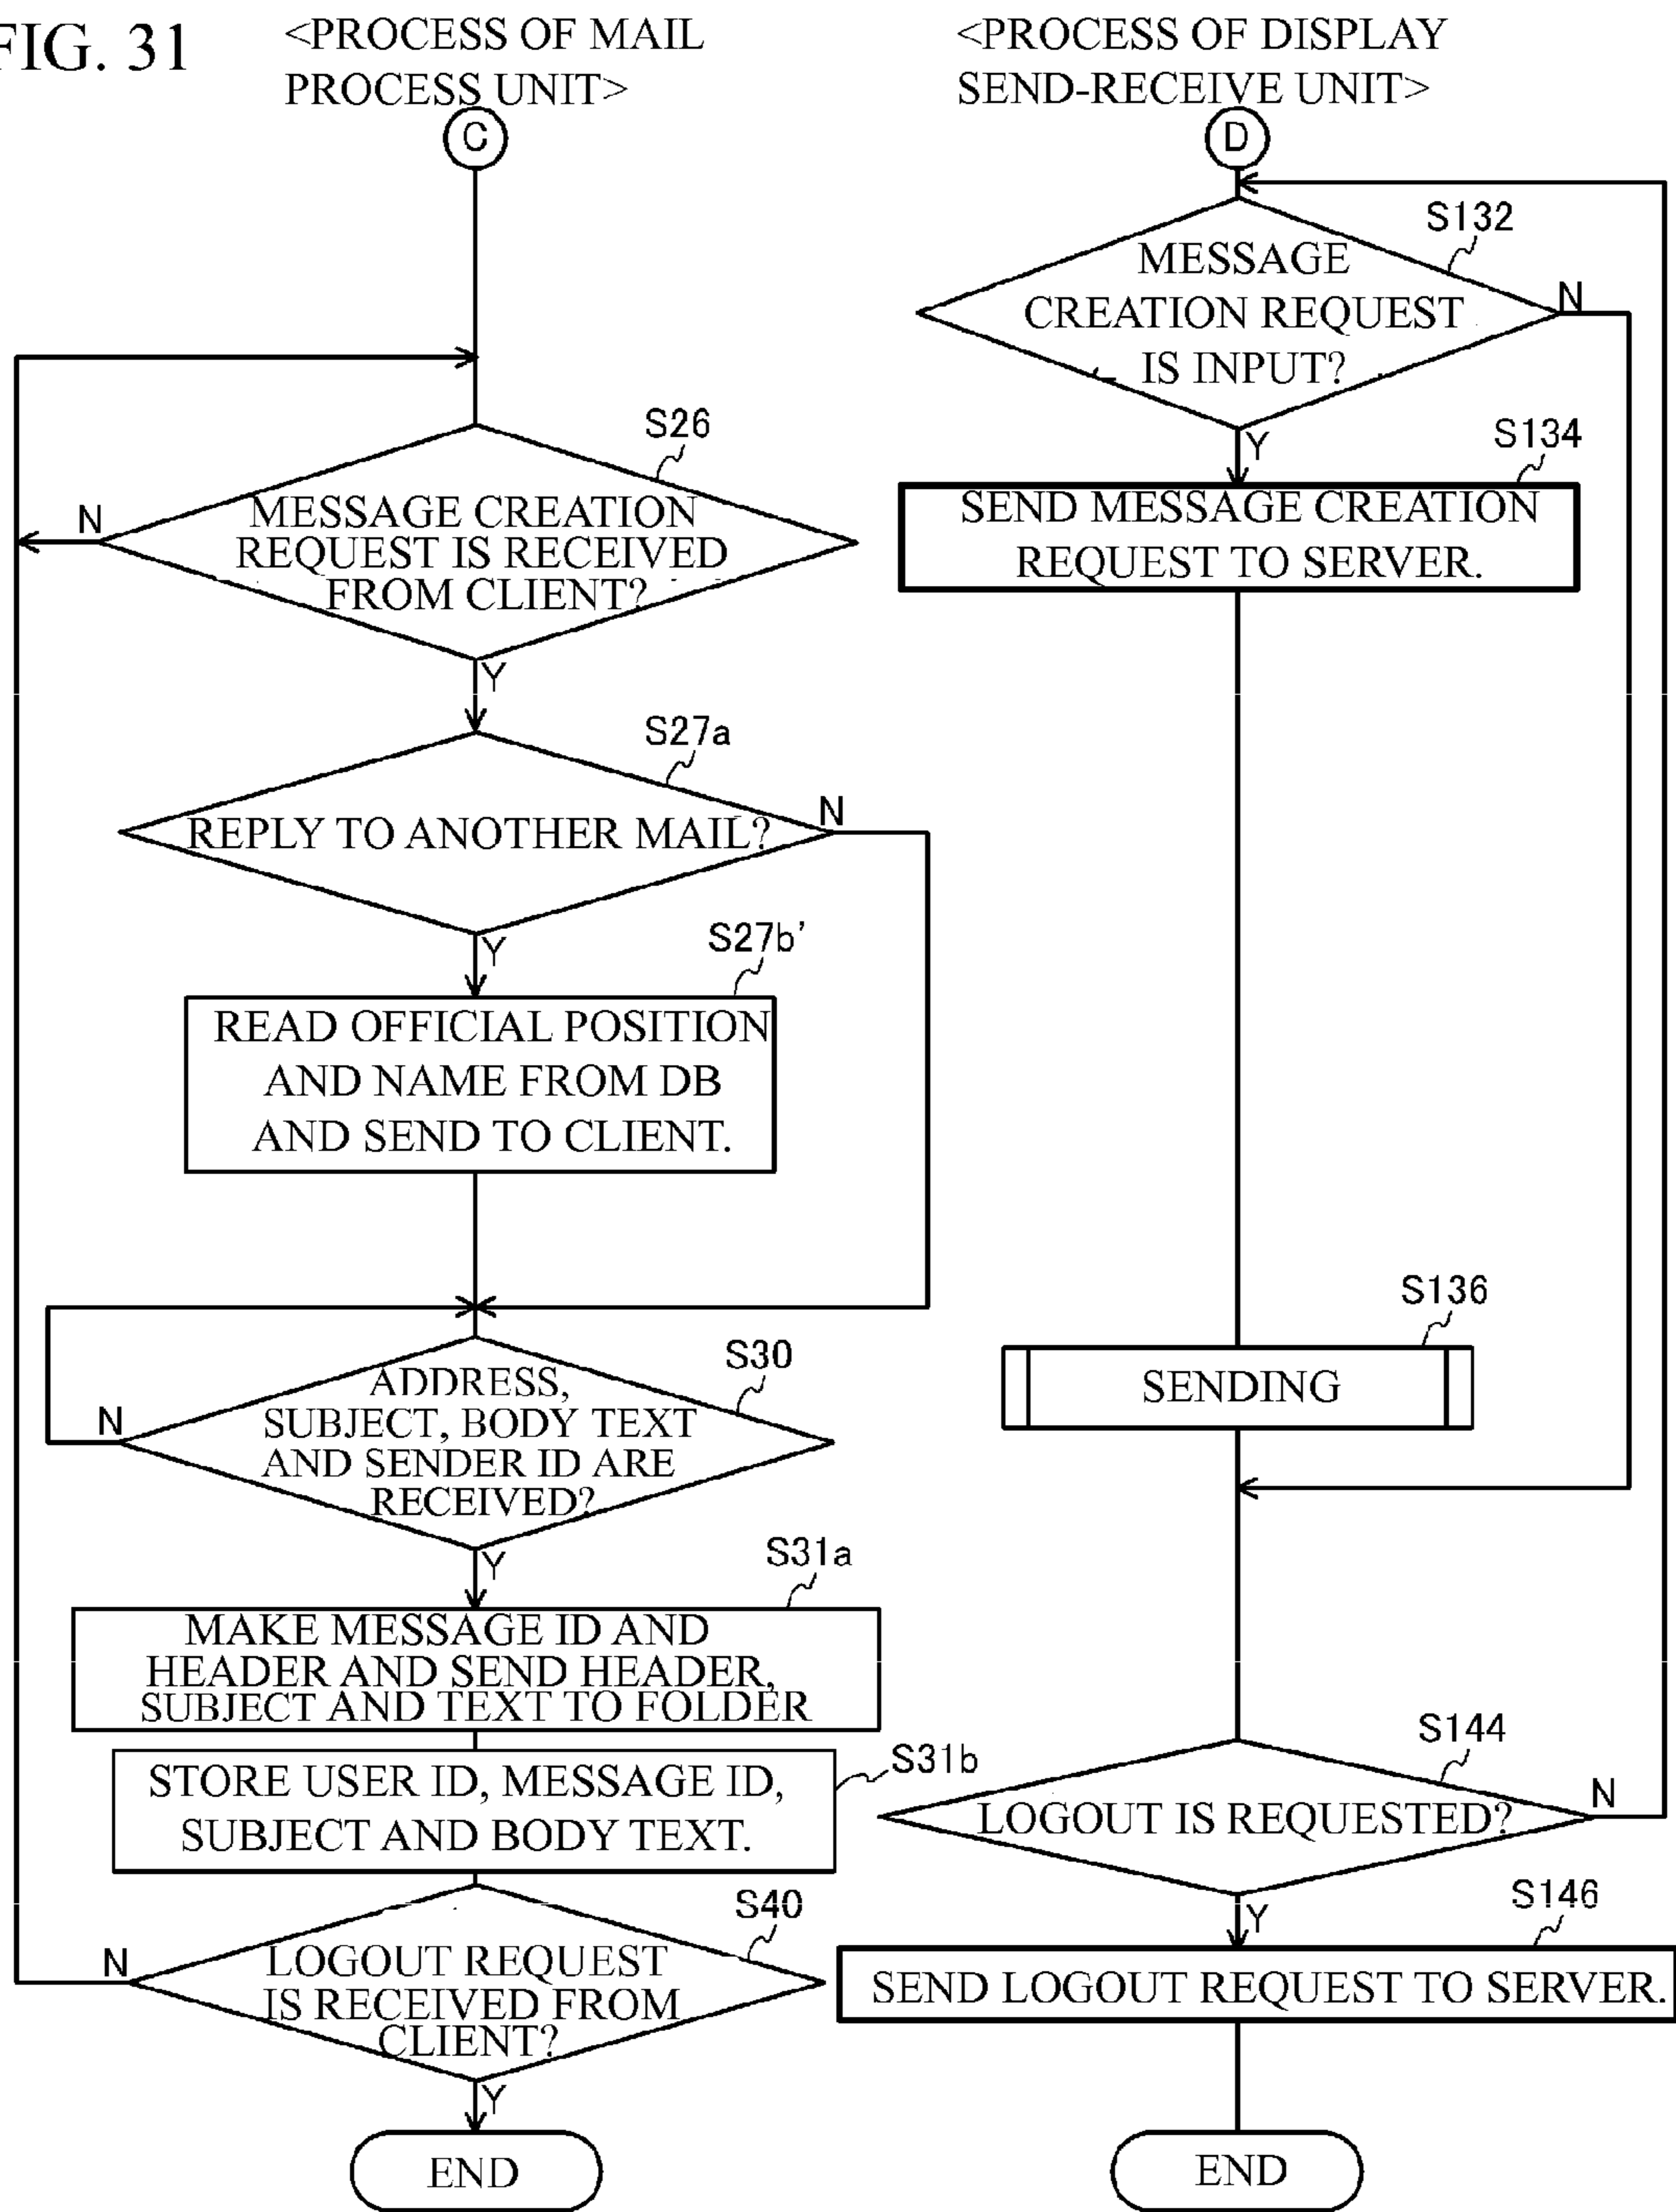 FIG. 31
<PROCESS OF MAIL
PROCESS UNIT>
C
S26
MESSAGE CREATION
REQUEST IS RECEIVED
FROM CLIENT?
N
Y
S27a
REPLY TO ANOTHER MAIL?
N
Y
S27b'
READ OFFICIAL POSITION
AND NAME FROM DB
AND SEND TO CLIENT.
S30
ADDRESS,
SUBJECT, BODY TEXT
AND SENDER ID ARE
RECEIVED?
N
Y
S31a
MAKE MESSAGE ID AND
HEADER AND SEND HEADER,
SUBJECT AND TEXT TO FOLDER
S31b
STORE USER ID, MESSAGE ID,
SUBJECT AND BODY TEXT.
S40
LOGOUT REQUEST
IS RECEIVED FROM
CLIENT?
N
Y
END
<PROCESS OF DISPLAY
SEND-RECEIVE UNIT>
D
S132
MESSAGE
CREATION REQUEST
IS INPUT?
N
Y
S134
SEND MESSAGE CREATION
REQUEST TO SERVER.
S136
SENDING
S144
LOGOUT IS REQUESTED?
N
Y
S146
SEND LOGOUT REQUEST TO SERVER.
END